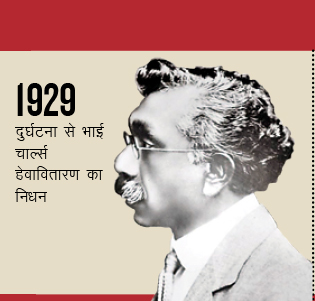 1929
दुर्घटना से भाई
चार्ल्स
हेवावितारण का
निधन